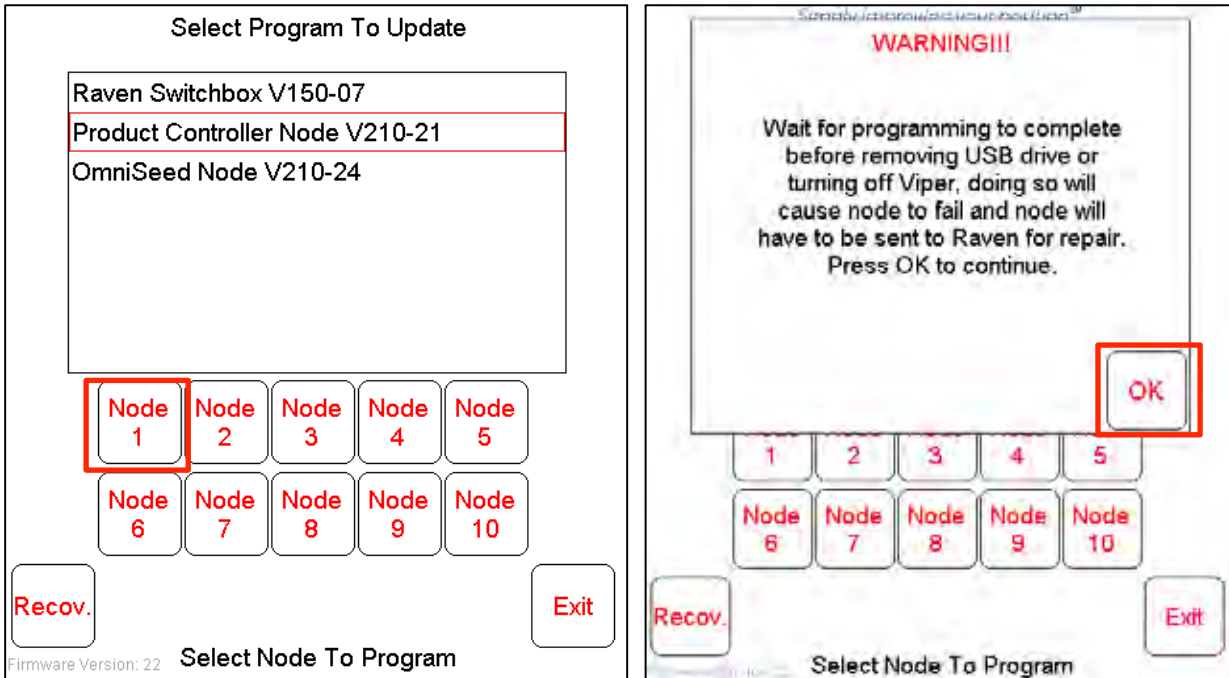 Select Program To Update
Raven Switchbox V150-07
Product Controller Node V210-21
OmniSeed Node V210-24
Node 1
Node 2
Node 3
Node 4
Node 5
Node 6
Node 7
Node 8
Node 9
Node 10
Recov.
Exit
Firmware Version: 22
Select Node To Program
WARNING!!!
Wait for programming to complete
before removing USB drive or
turning off Viper, doing so will
cause node to fail and node will
have to be sent to Raven for repair.
Press OK to continue.
OK
1
2
3
4
5
Node 6
Node 7
Node 8
Node 9
Node 10
Recov.
Exit
Select Node To Program